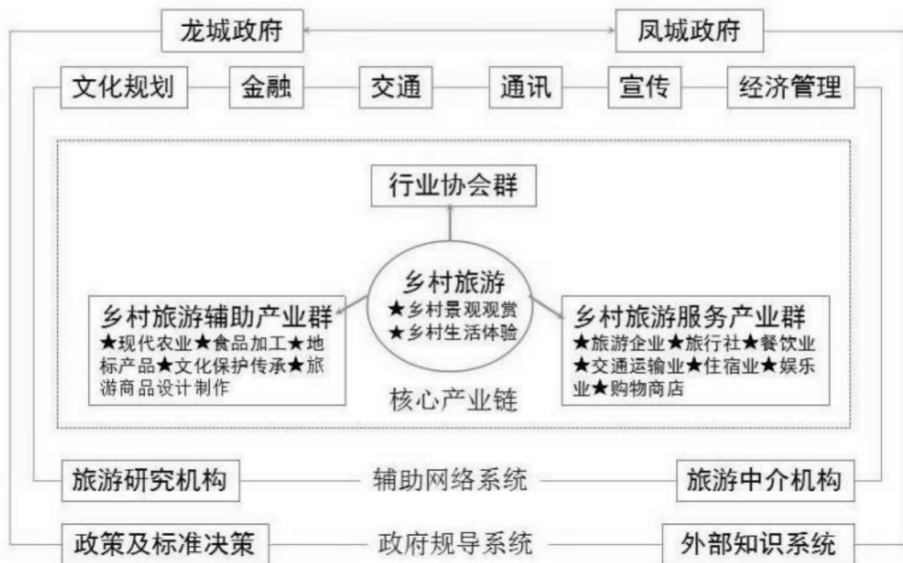 龙城政府 凤城政府
文化规划 金融 交通 通讯 宣传 经济管理
行业协会群
乡村旅游
★乡村景观观赏
★乡村生活体验
乡村旅游辅助产业群
★现代农业★食品加工★地
标产品★文化保护传承★旅
游商品设计制作
乡村旅游服务产业群
★旅游企业★旅行社★餐饮业
★交通运输业★住宿业★娱乐
业★购物商店
核心产业链
旅游研究机构 辅助网络系统 旅游中介机构
政策及标准决策 政府规导系统 外部知识系统